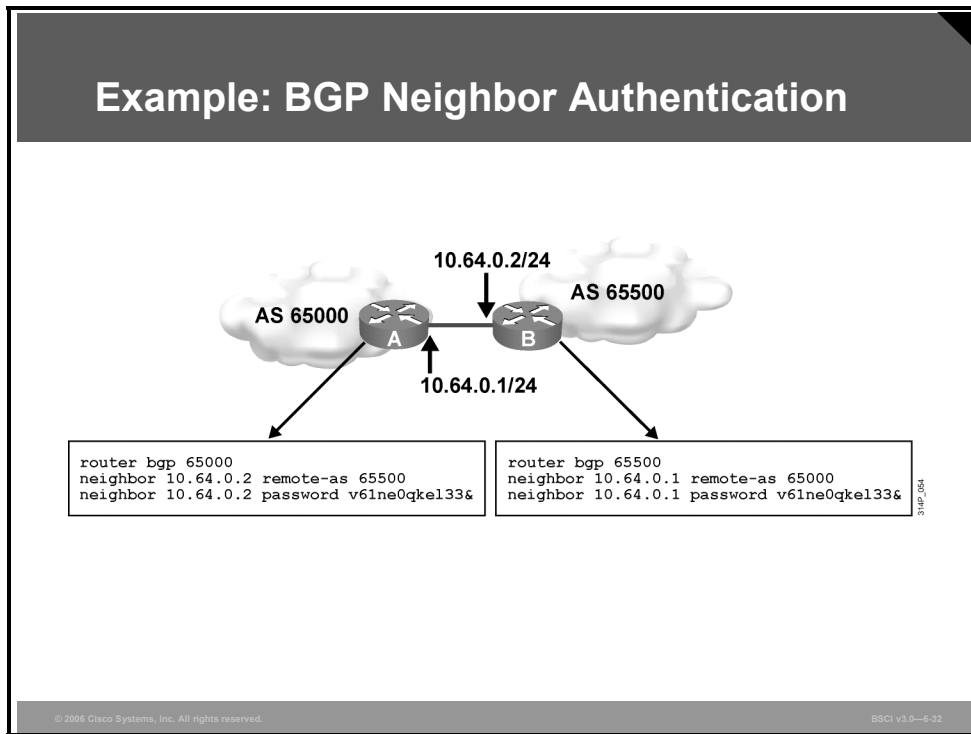 Example: BGP Neighbor Authentication
10.64.0.2/24
AS 65000
AS 65500
A
B
10.64.0.1/24
router bgp 65000
neighbor 10.64.0.2 remote-as 65500
neighbor 10.64.0.2 password v61ne0qkel33&
router bgp 65500
neighbor 10.64.0.1 remote-as 65000
neighbor 10.64.0.1 password v61ne0qkel33&
314P_054
© 2006 Cisco Systems, Inc. All rights reserved.
BSCI v3.0—6-32